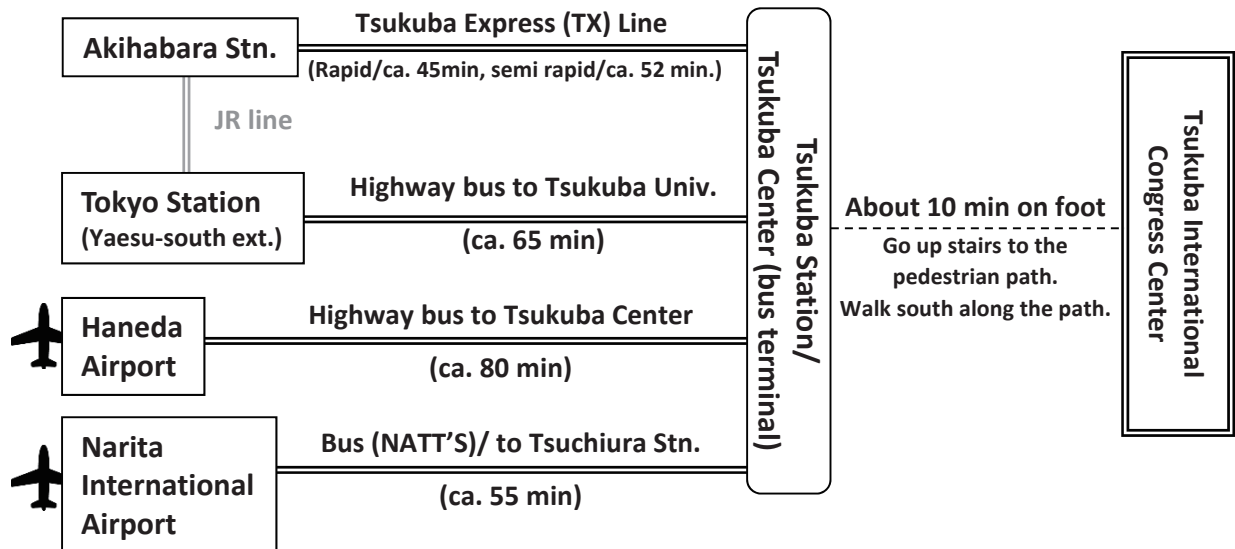 Akihabara Stn.
Tsukuba Express (TX) Line
(Rapid/ca. 45min, semi rapid/ca. 52 min.)
JR line
Tokyo Station
(Yaesu-south ext.)
Highway bus to Tsukuba Univ.
(ca. 65 min)
Haneda
Airport
Highway bus to Tsukuba Center
(ca. 80 min)
Narita
International
Airport
Bus (NATT'S)/ to Tsuchiura Stn.
(ca. 55 min)
Tsukuba Station/
Tsukuba Center (bus terminal)
About 10 min on foot
Go up stairs to the
pedestrian path.
Walk south along the path.
Tsukuba International
Congress Center